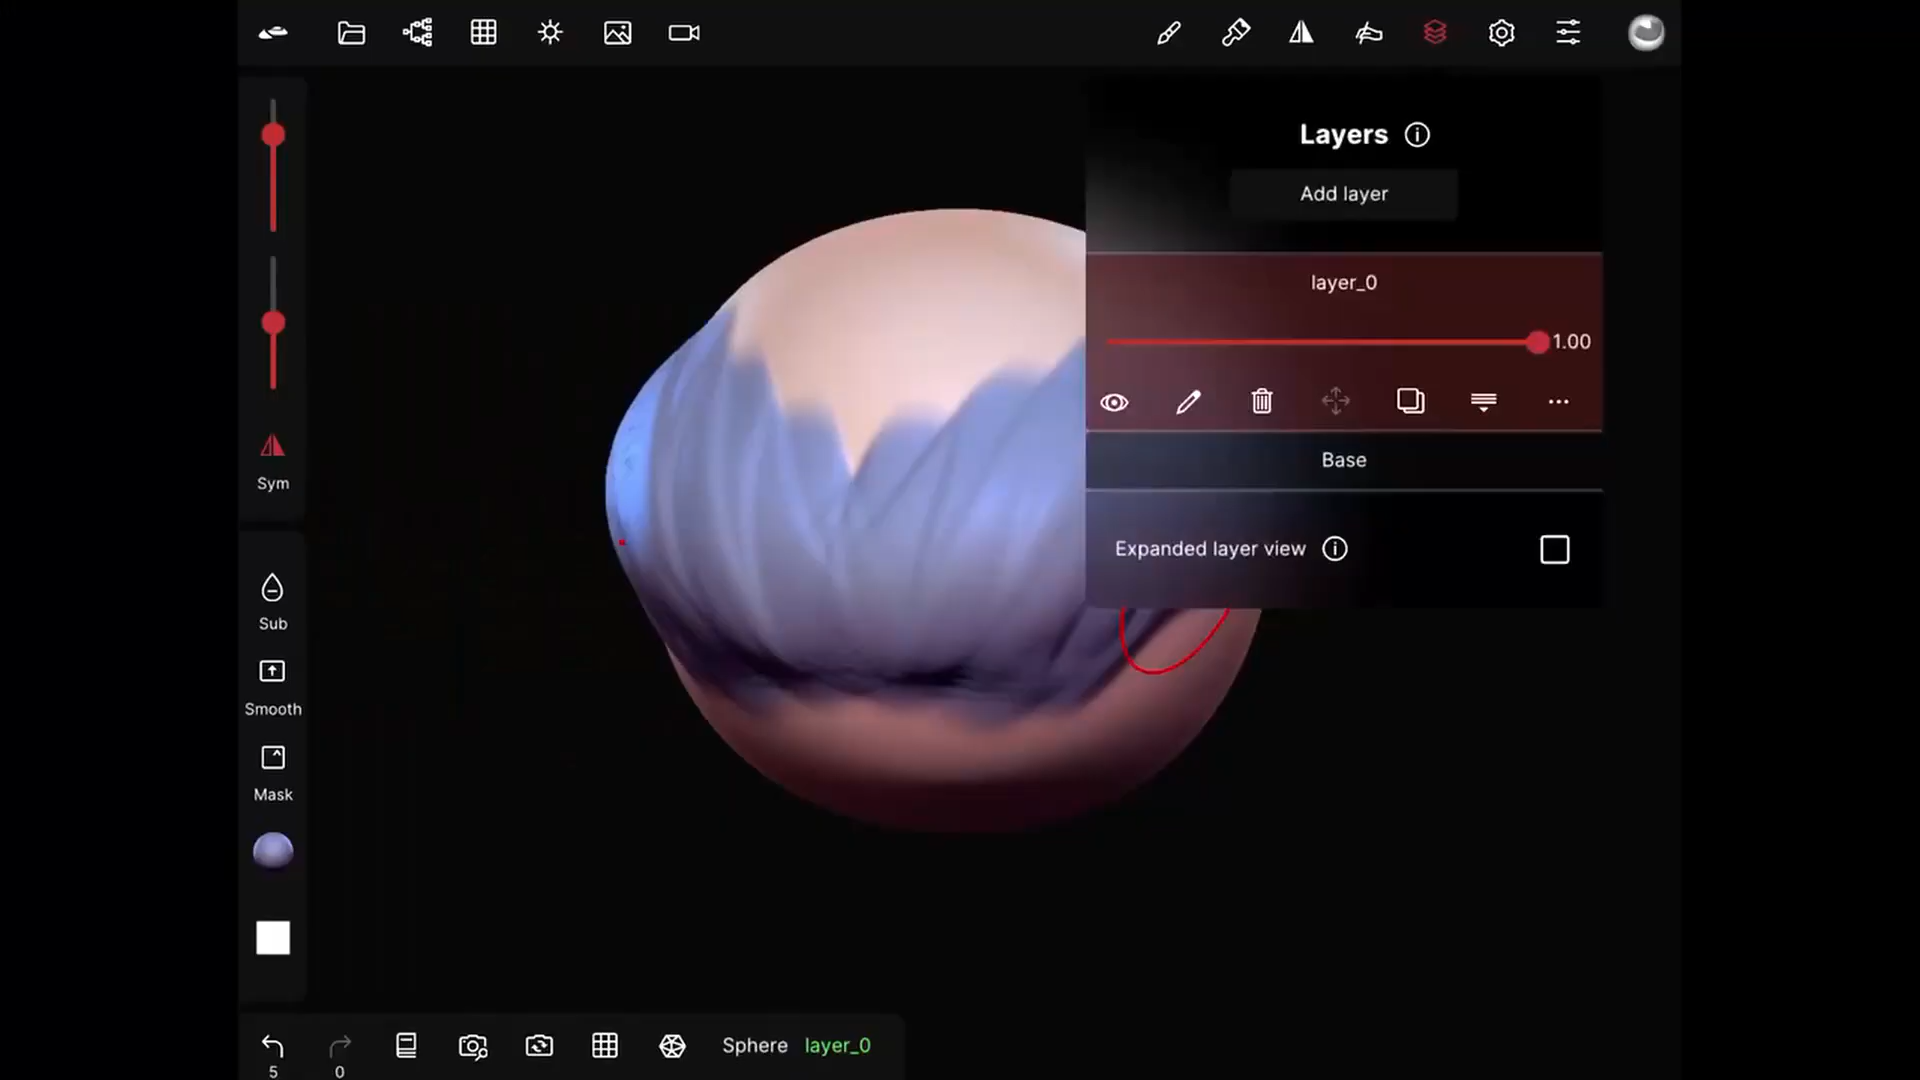 Layers
Add layer
layer_0
1.00
Base
Expanded layer view
Sym
Sub
Smooth
Mask
5
0
Sphere layer_0